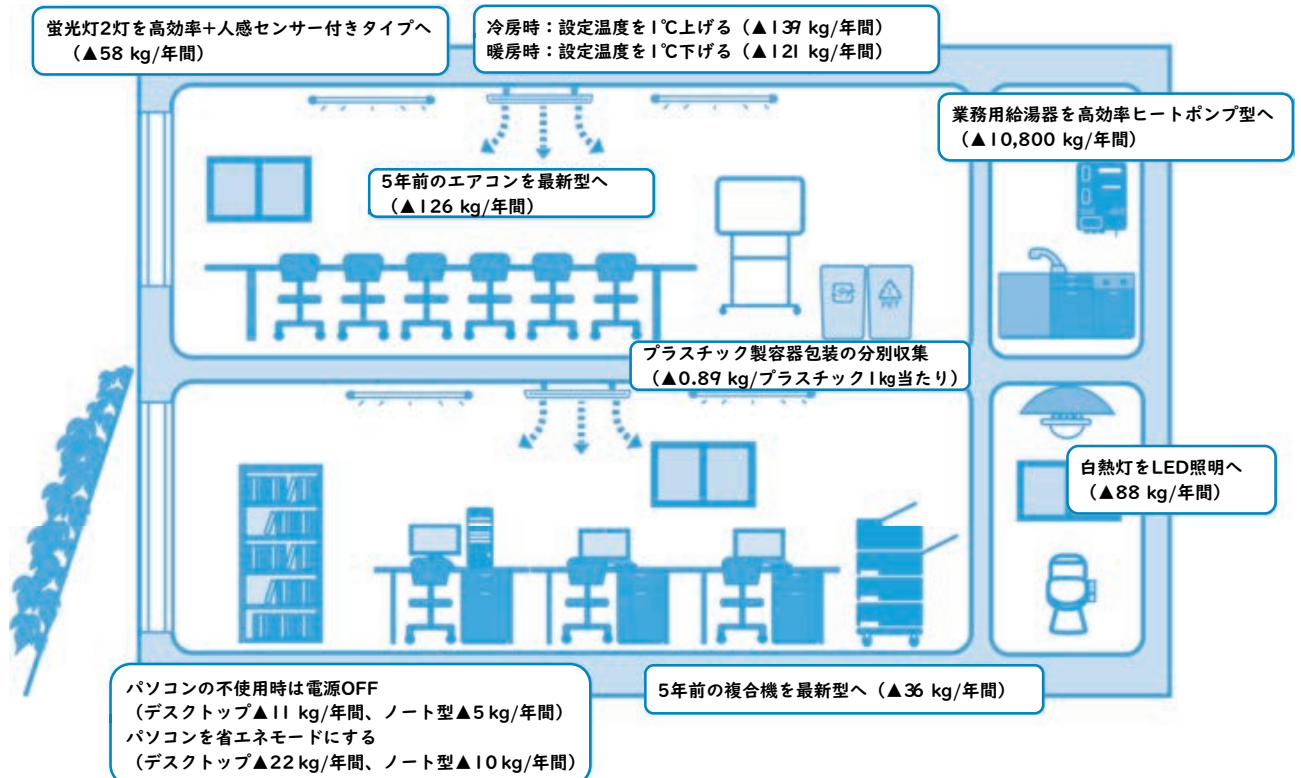 蛍光灯2灯を高効率+人感センサー付きタイプへ
（▲58 kg/年間）
冷房時：設定温度を1℃上げる（▲139 kg/年間）
暖房時：設定温度を1℃下げる（▲121 kg/年間）
業務用給湯器を高効率ヒートポンプ型へ
（▲10,800 kg/年間）
5年前のエアコンを最新型へ
（▲126 kg/年間）
PET
プラスチック製容器包装の分別収集
（▲0.89 kg/プラスチック1kg当たり）
白熱灯をLED照明へ
（▲88 kg/年間）
パソコンの不使用時は電源OFF
（デスクトップ▲11 kg/年間、ノート型▲5 kg/年間）
パソコンを省エネモードにする
（デスクトップ▲22 kg/年間、ノート型▲10 kg/年間）
5年前の複合機を最新型へ（▲36 kg/年間）